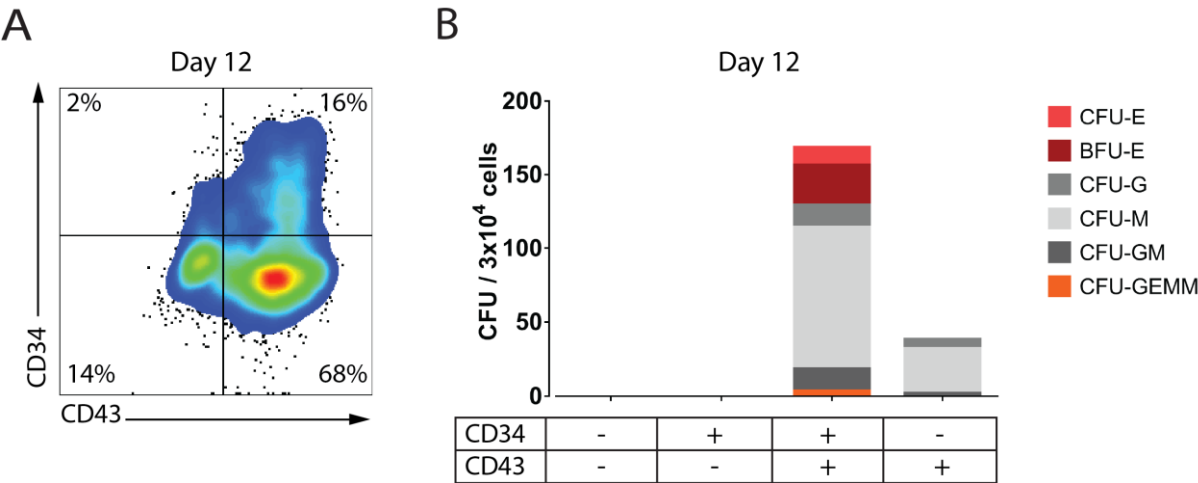 A
Day 12
2%
16%
14%
68%
CD34
CD43
B
Day 12
CFU / 3x10⁴ cells
200
150
100
50
0
CFU-E
BFU-E
CFU-G
CFU-M
CFU-GM
CFU-GEMM
CD34 - + + -
CD43 - - + +